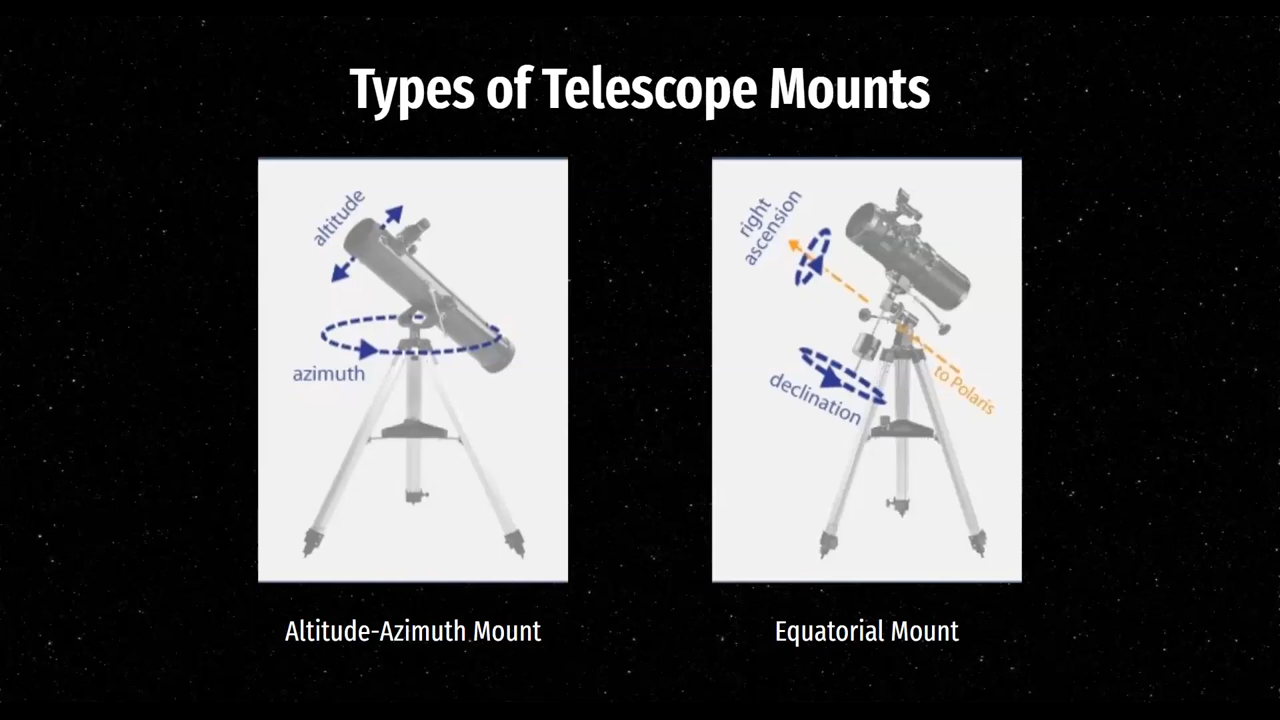 Types of Telescope Mounts
altitude
azimuth
right
ascension
declination
to Polaris
Altitude-Azimuth Mount
Equatorial Mount